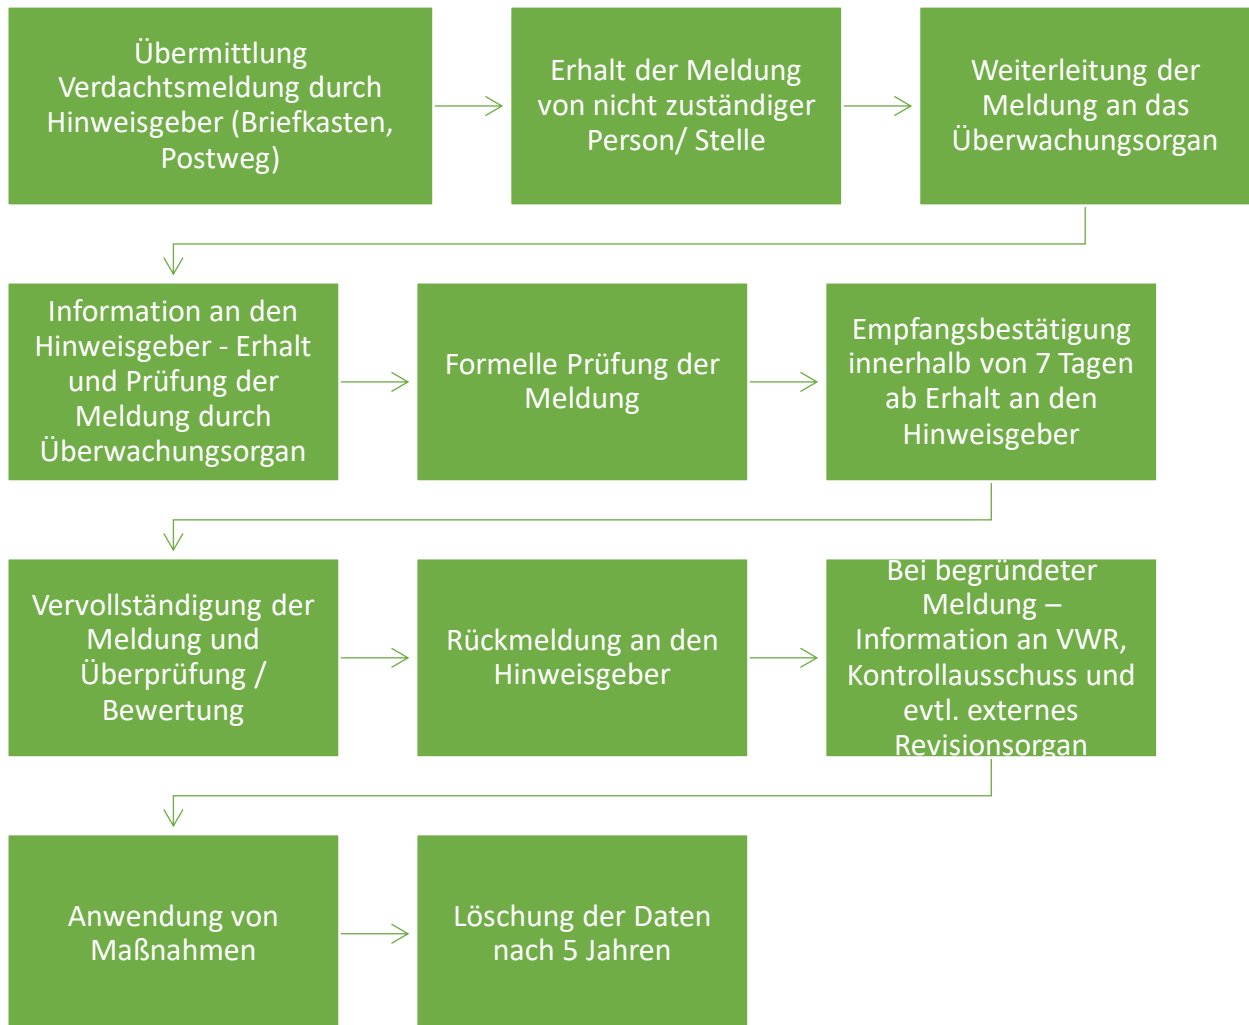 Übermittlung
Verdachtsmeldung durch
Hinweisgeber (Briefkasten,
Postweg)
Erhalt der Meldung
von nicht zuständiger
Person/ Stelle
Weiterleitung der
Meldung an das
Überwachungsorgan
Information an den
Hinweisgeber - Erhalt
und Prüfung der
Meldung durch
Überwachungsorgan
Formelle Prüfung der
Meldung
Empfangsbestätigung
innerhalb von 7 Tagen
ab Erhalt an den
Hinweisgeber
Vervollständigung der
Meldung und
Überprüfung /
Bewertung
Rückmeldung an den
Hinweisgeber
Bei begründeter
Meldung –
Information an VWR,
Kontrollausschuss und
evtl. externes
Revisionsorgan
Anwendung von
Maßnahmen
Löschung der Daten
nach 5 Jahren